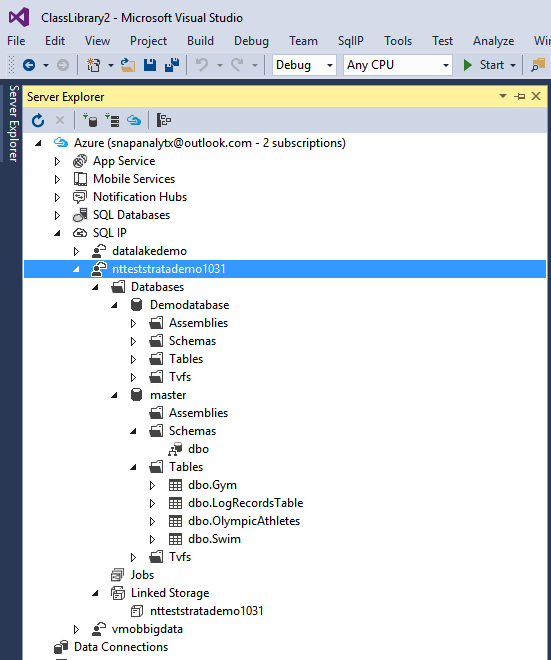 ClassLibrary2 - Microsoft Visual Studio
File Edit View Project Build Debug Team SqlIP Tools Test Analyze
Debug Any CPU Start
Server Explorer
Server Explorer
Azure (snapanalytx@outlook.com - 2 subscriptions)
App Service
Mobile Services
Notification Hubs
SQL Databases
SQL IP
datalakedemo
ntteststratademo1031
Databases
Demodatabase
Assemblies
Schemas
Tables
Tvfs
master
Assemblies
Schemas
dbo
Tables
dbo.Gym
dbo.LogRecordsTable
dbo.OlympicAthletes
dbo.Swim
Tvfs
Jobs
Linked Storage
ntteststratademo1031
vmobbigdata
Data Connections